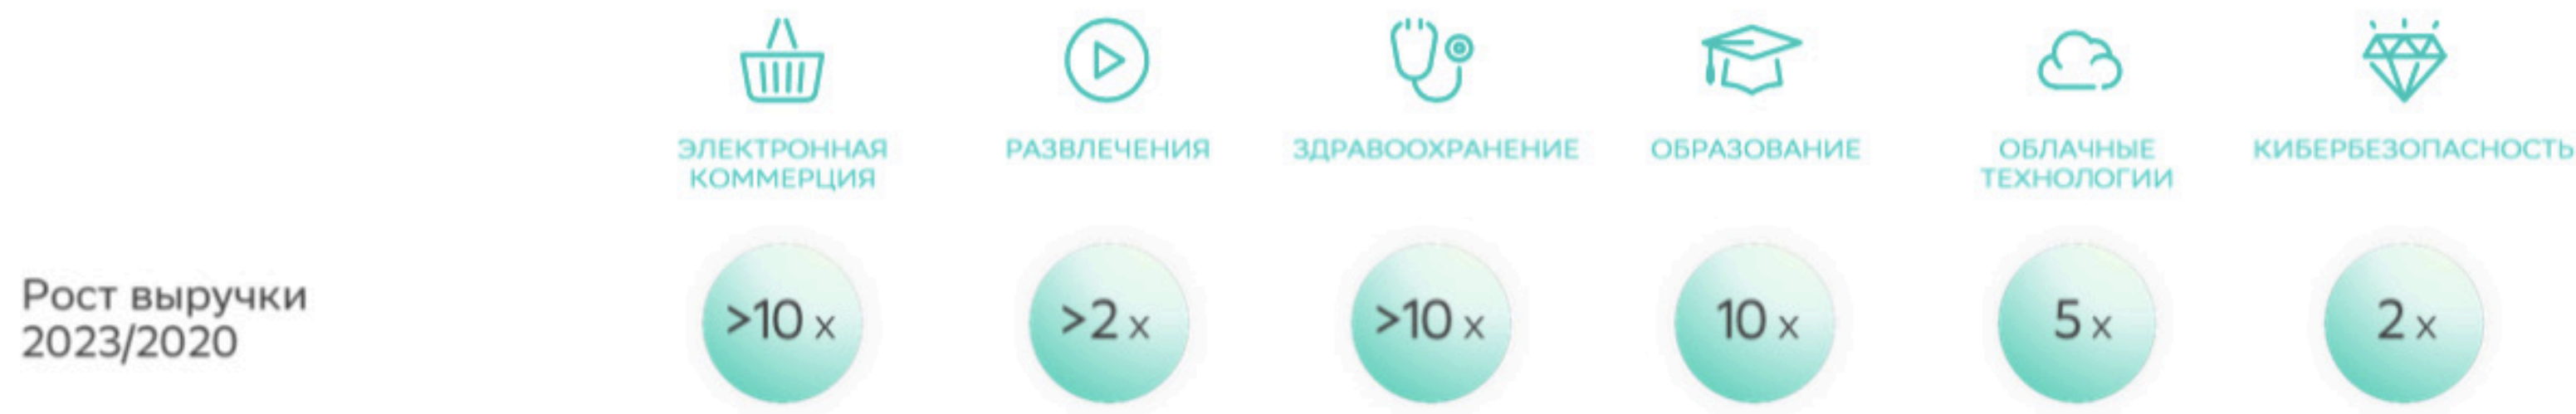 ЭЛЕКТРОННАЯ
КОММЕРЦИЯ
РАЗВЛЕЧЕНИЯ
ЗДРАВООХРАНЕНИЕ
ОБРАЗОВАНИЕ
ОБЛАЧНЫЕ
ТЕХНОЛОГИИ
КИБЕРБЕЗОПАСНОСТЬ
Рост выручки
2023/2020
>10 x
>2 x
>10 x
10 x
5 x
2 x